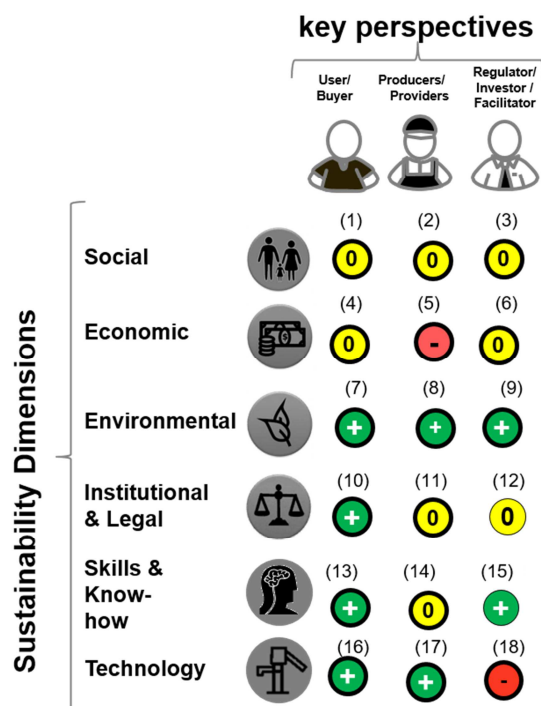 key perspectives
User/
Buyer
Producers/
Providers
Regulator/
Investor /
Facilitator
Sustainability Dimensions
Social
(1) (2) (3)
0 0 0
Economic
(4) (5) (6)
0 - 0
Environmental
(7) (8) (9)
+ + +
Institutional
& Legal
(10) (11) (12)
+ 0 0
Skills &
Know-
how
(13) (14) (15)
+ 0 +
Technology
(16) (17) (18)
+ + -